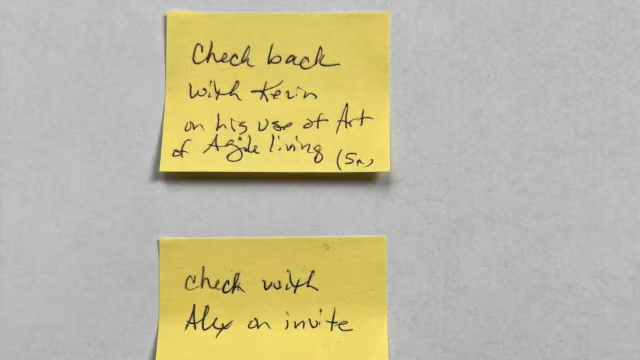 Check back
with Kevin
on his use of Art
of Agile living
check with
Alex on invite